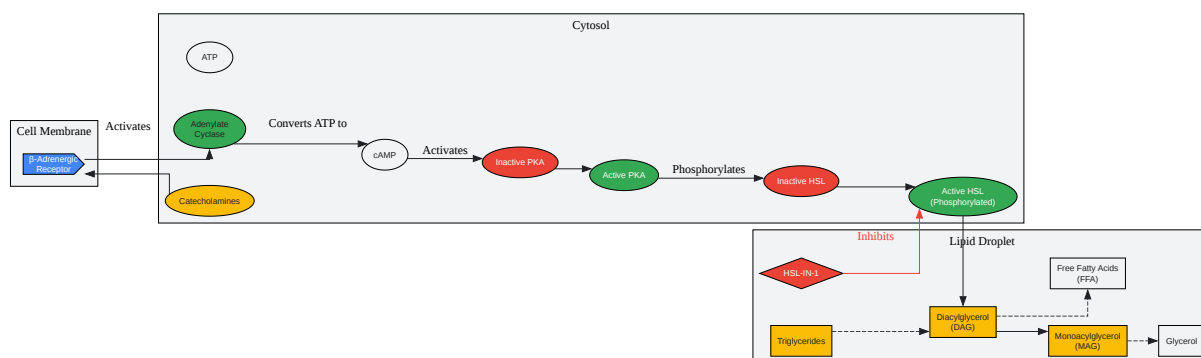 Cytosol
ATP
Cell Membrane
Activates
β-Adrenergic
Receptor
Adenylate
Cyclase
Converts ATP to
cAMP
Activates
Inactive PKA
Active PKA
Phosphorylates
Inactive HSL
Active HSL
(Phosphorylated)
Catecholamines
Inhibits
Lipid Droplet
HSL-IN-1
Free Fatty Acids
(FFA)
Triglycerides
Diacylglycerol
(DAG)
Monoacylglycerol
(MAG)
Glycerol